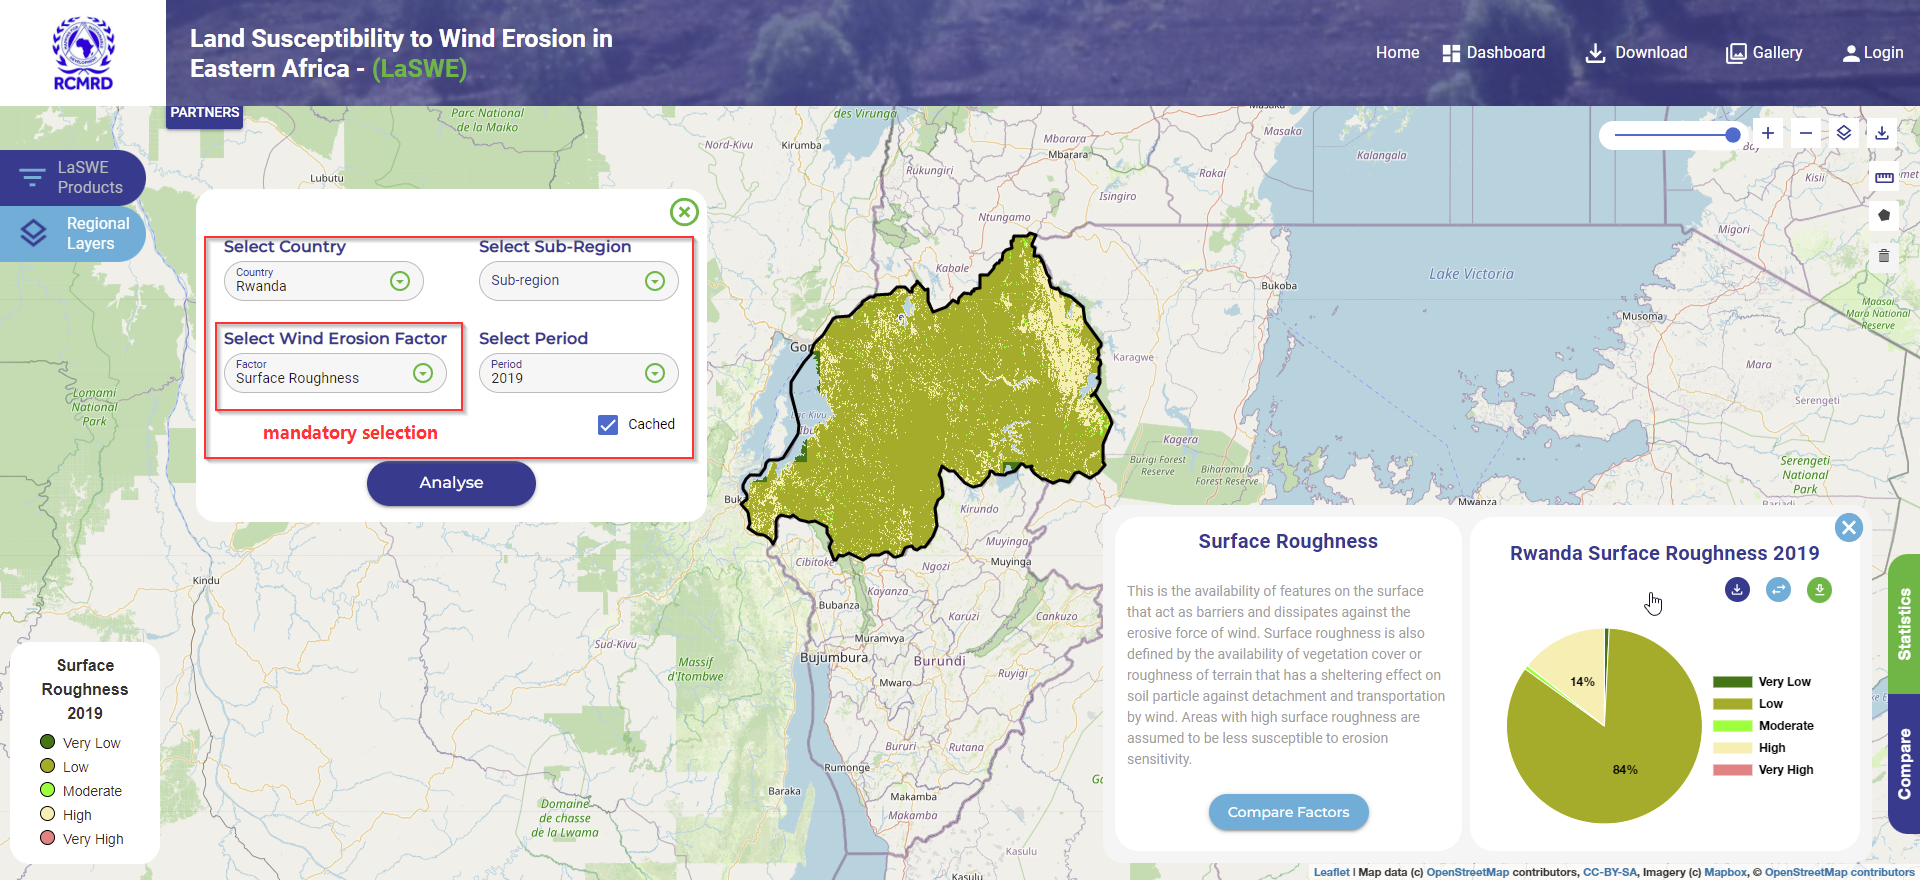 RCMRD
Land Susceptibility to Wind Erosion in
Eastern Africa - (LaSWE)
Home
Dashboard
Download
Gallery
Login
PARTNERS
LaSWE
Products
Regional
Layers
Select Country
Country
Rwanda
Select Sub-Region
Sub-region
Select Wind Erosion Factor
Factor
Surface Roughness
Select Period
Period
2019
mandatory selection
Cached
Analyse
Parc National
de la Maiko
des Virunga
Nord-Kivu
Kirumba
Lubutu
Rukungiri
Mbarara
Mbarara
Masaka
Kalangala
Rakai
Isingiro
Ntungamo
Kabale
Kisii
Migori
Lake Victoria
Bukoba
Musoma
Maasai
Mara National
Reserve
Karagwe
Mara
Serengeti
Lomami
National
Park
Kagera
Burigi Forest
Reserve
Biharamulo
Forest Reserve
Serengeti
National
Park
Mwanza
Kirundo
Muyinga
Muyinga
Cibitoke
Ngozi
Kayanza
Bubanza
Karuzi
Cankuzo
Muramvya
Bujumbura
Burundi
Mwaro
Ruyigi
Kindu
Sud-Kivu
Massif
d'Itombwe
Bururi
Rutana
Rumonge
Baraka
Makamba
Makamba
Domaine
de chasse
de la Lwama
Kasulu
Kasulu
Surface
Roughness
2019
Very Low
Low
Moderate
High
Very High
Surface Roughness
This is the availability of features on the surface
that act as barriers and dissipates against the
erosive force of wind. Surface roughness is also
defined by the availability of vegetation cover or
roughness of terrain that has a sheltering effect on
soil particle against detachment and transportation
by wind. Areas with high surface roughness are
assumed to be less susceptible to erosion
sensitivity.
Compare Factors
Rwanda Surface Roughness 2019
14%
84%
Very Low
Low
Moderate
High
Very High
Statistics
Compare
Leaflet | Map data (c) OpenStreetMap contributors, CC-BY-SA, Imagery (c) Mapbox, © OpenStreetMap contributors